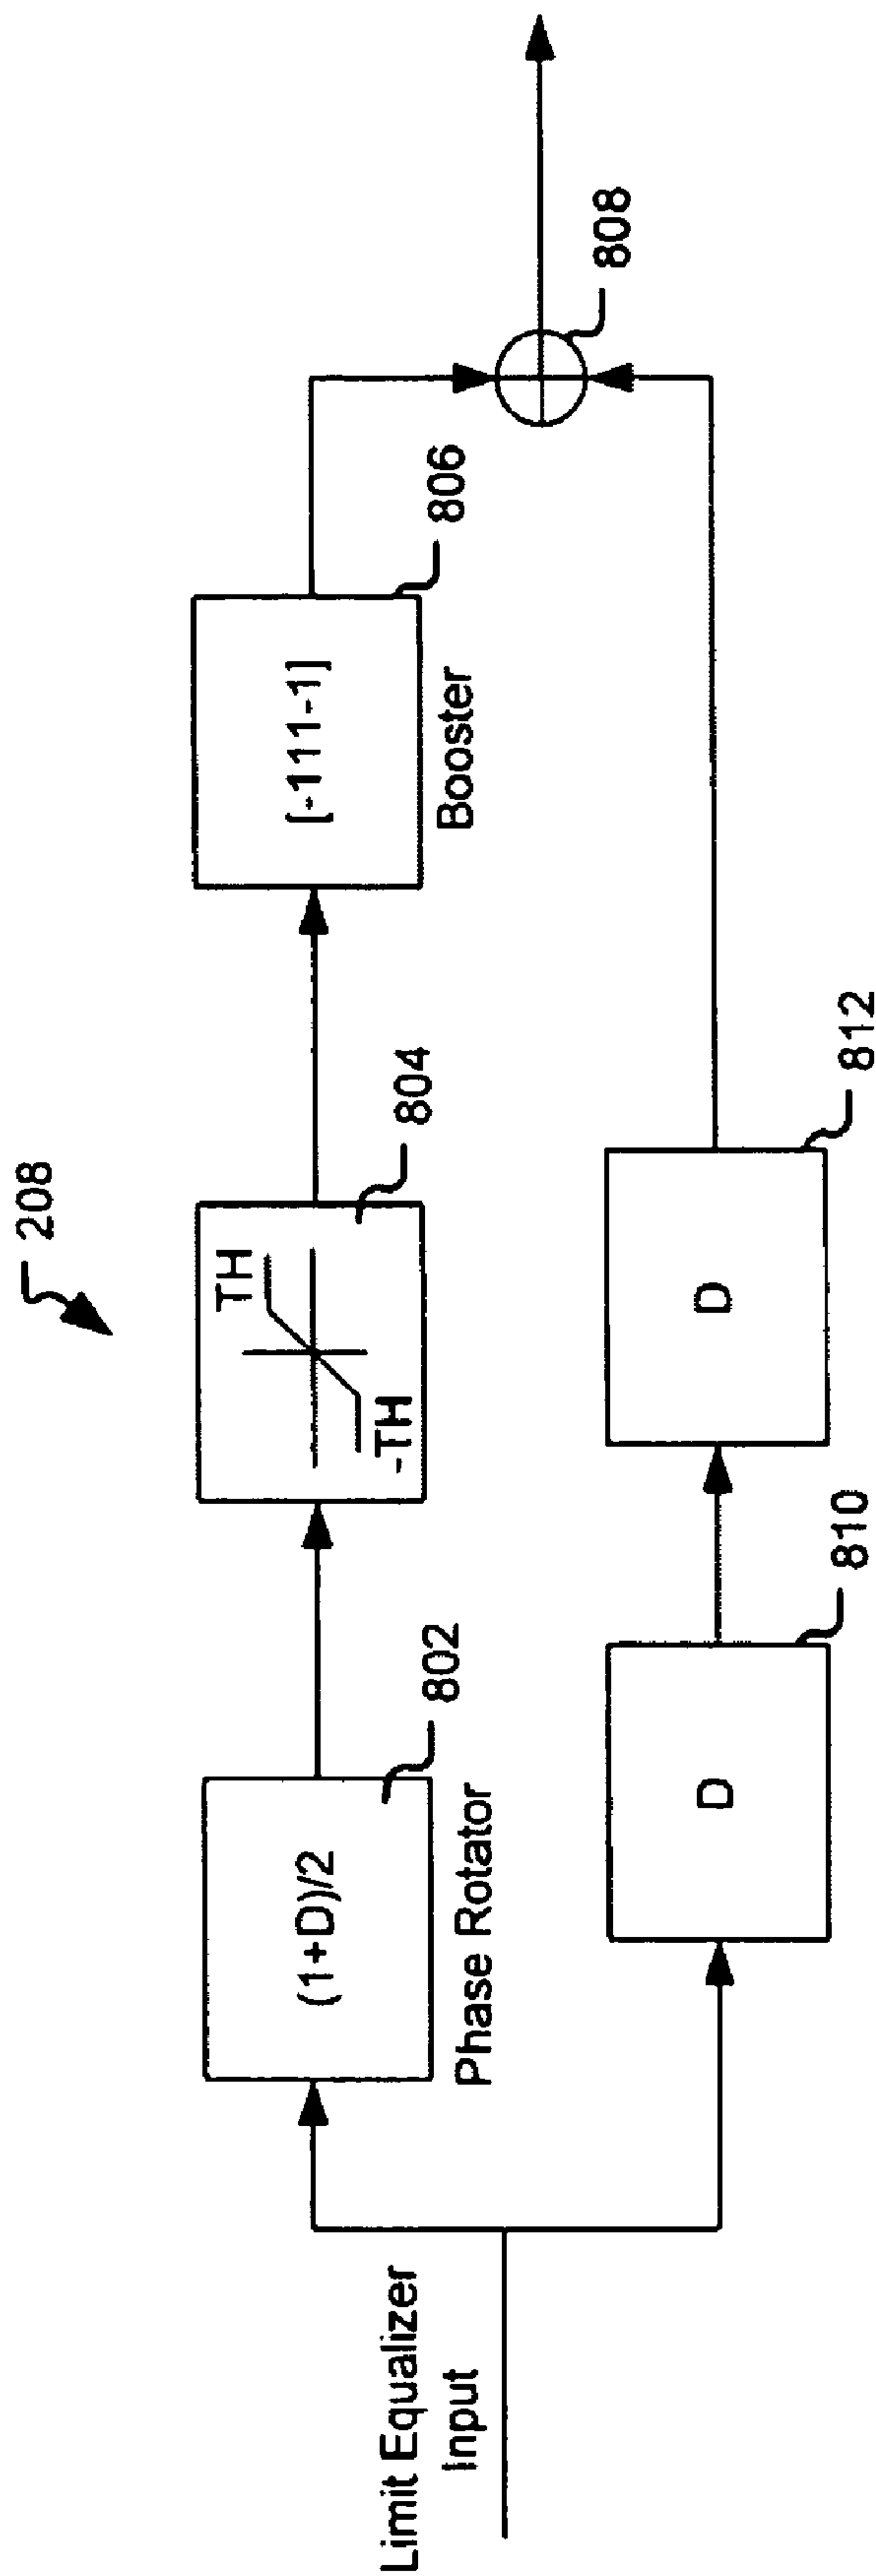 208
Limit Equalizer
Input
(1+D)/2
802
Phase Rotator
TH
-TH
804
[-111-1]
806
Booster
808
D
810
D
812